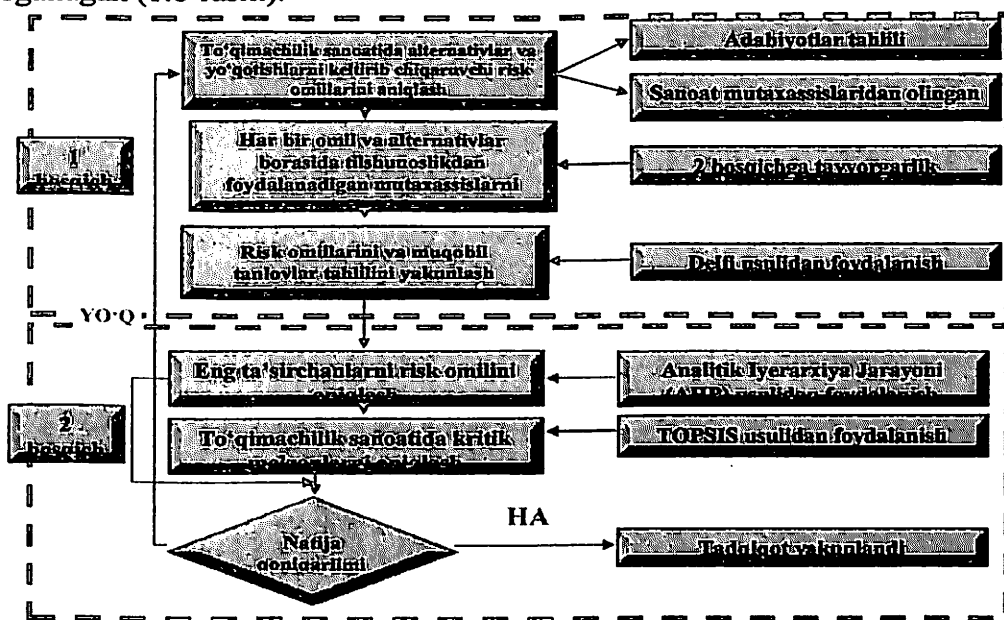 To‘qimachilik sanoatida alternativlar va
yo‘qotishlarni keltirib chiqaruvchi risk
omillarini aniqlash
Adabiyotlar tahlili
Sanoat mutaxassislaridan olingan
1
bosqich
Har bir omil va alternativlar
borasida tilshunoslikdan
foydalanadigan mutaxassislarni
2 bosqichga tayyorgarlik
Risk omillarini va muqobil
tanlovlar tahlilini yakunlash
Delfi usulidan foydalanish
YO‘Q
Eng ta’sirchanlarni risk omilini
aniqlash
Analitik Iyerarxiya Jarayoni
(AHP) usulidan foydalanish
2
bosqich
To‘qimachilik sanoatida kritik
TOPSIS usulidan foydalanish
HA
Natija
qoniqarlimi
Tadqiqot yakunlandi